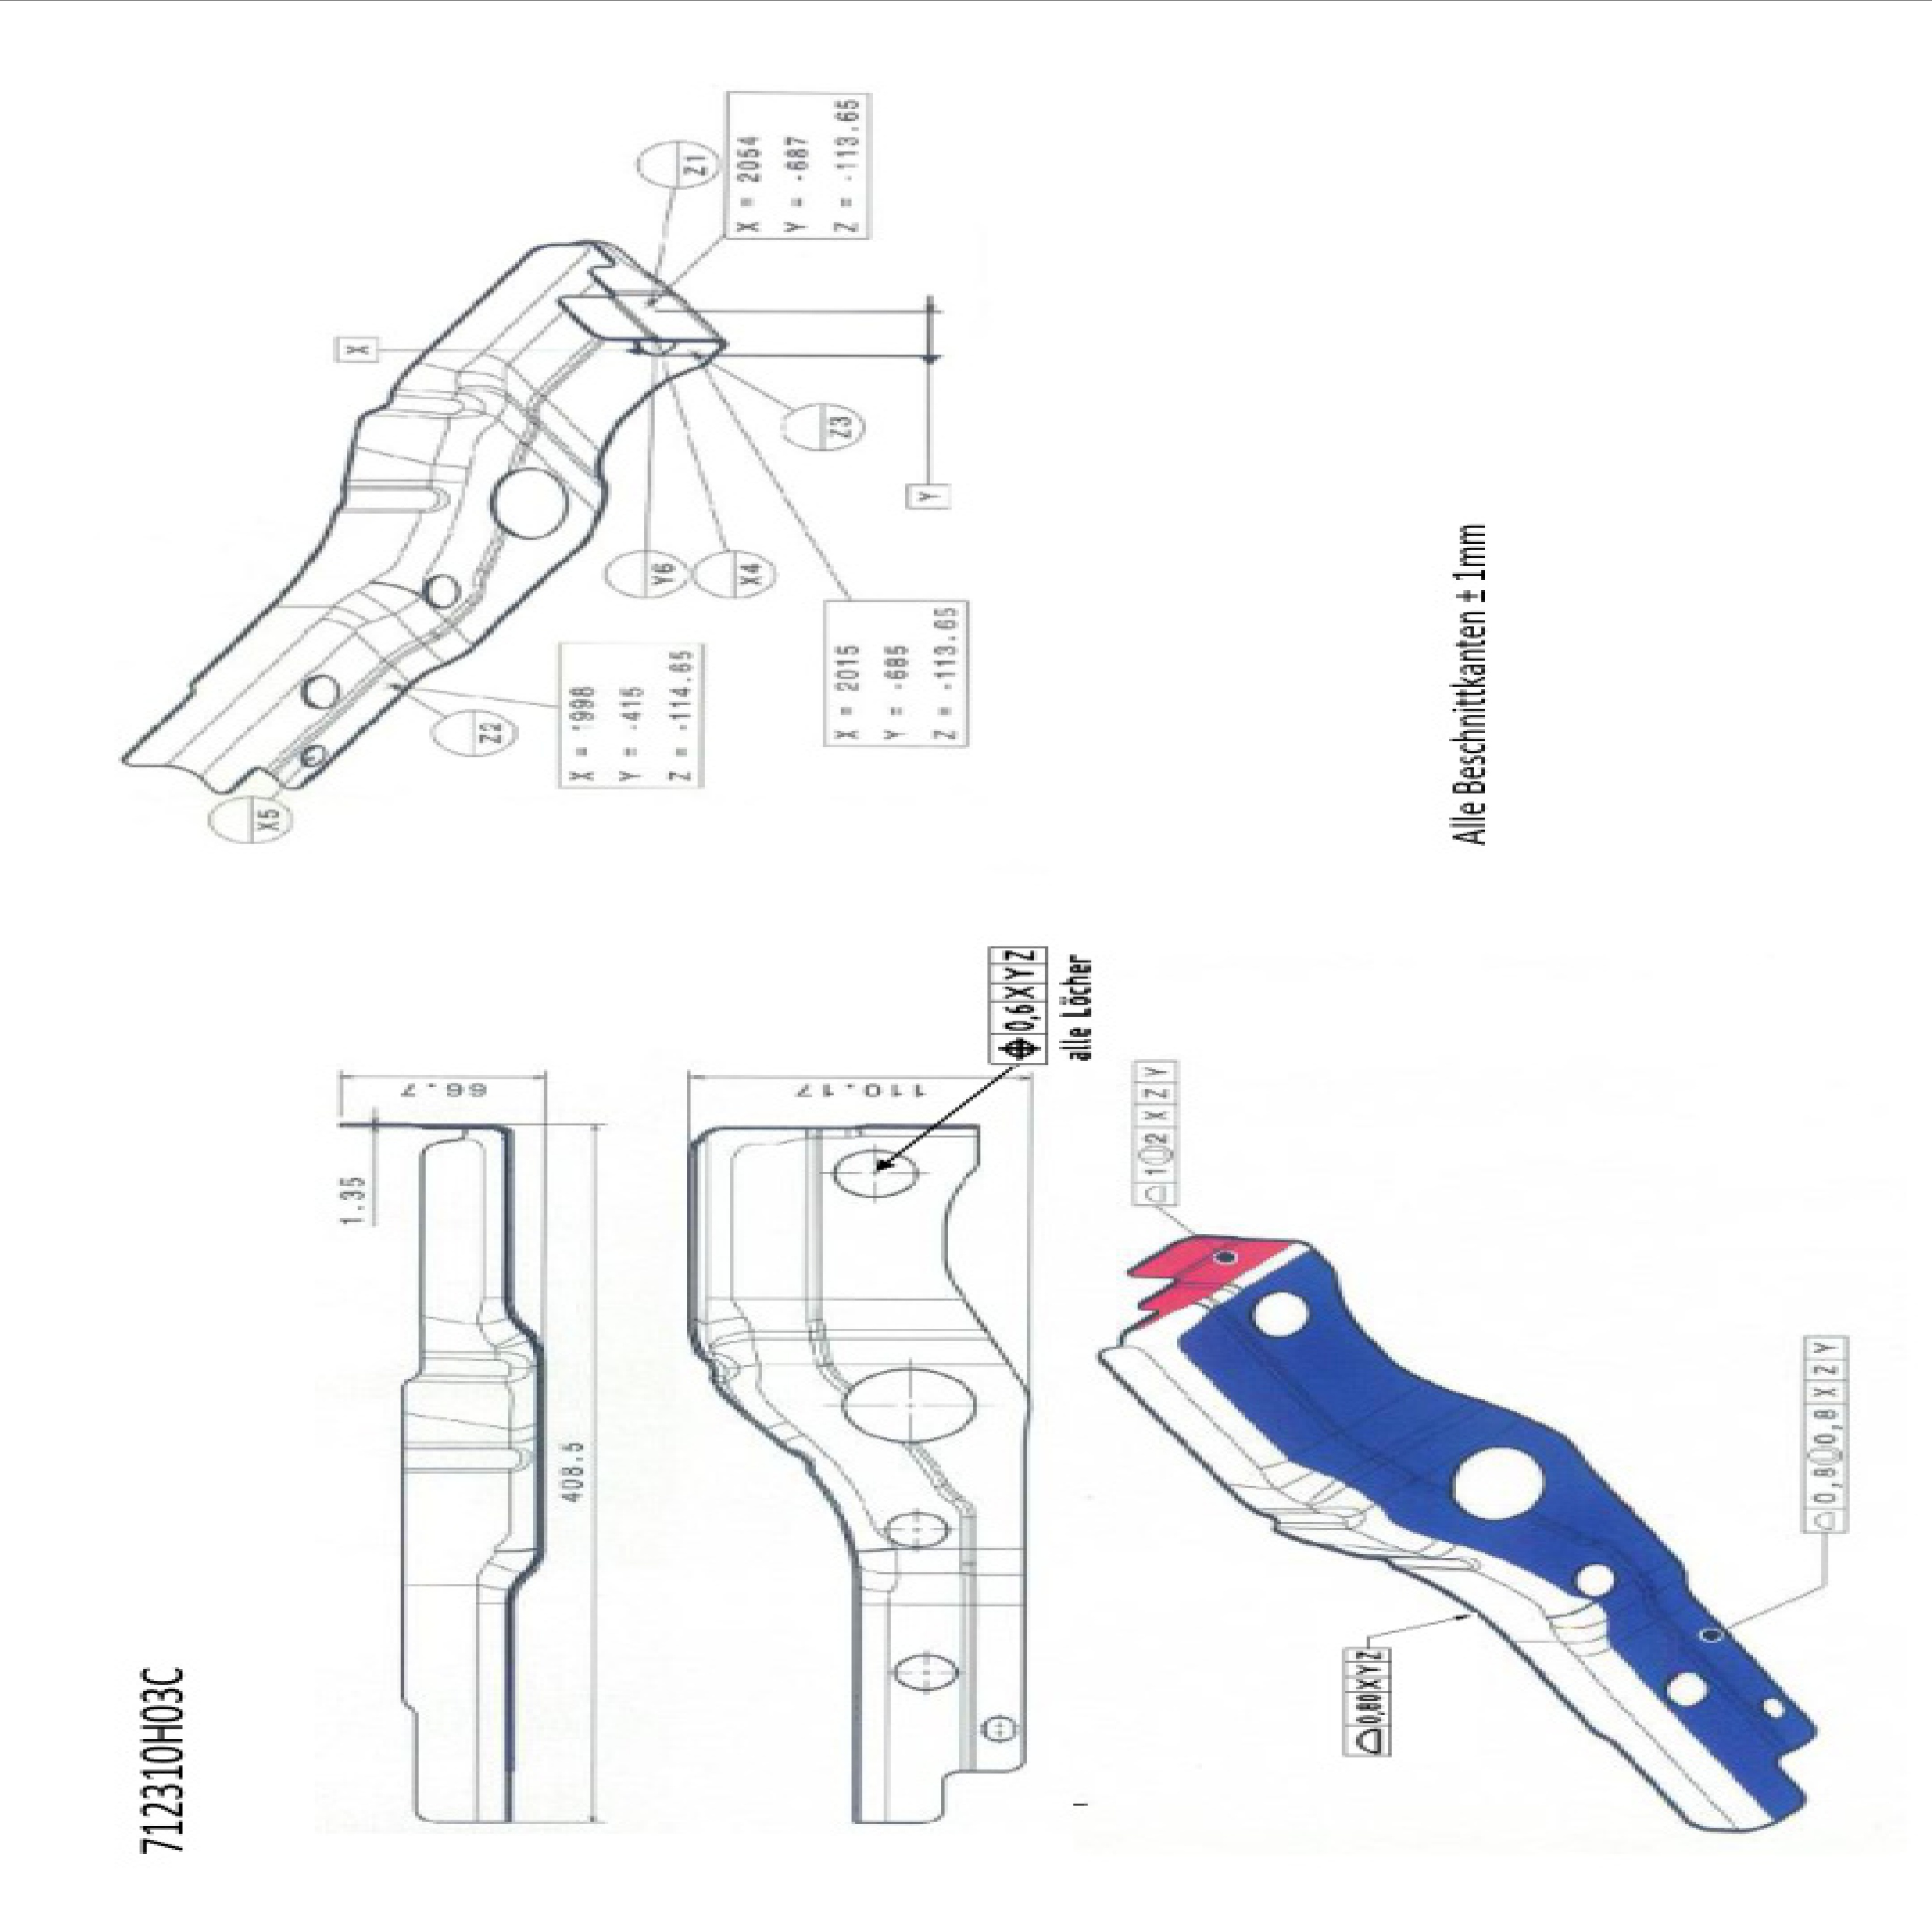 712310H03C
66.7
1.35
408.5
110.17
⌖ 0,6 X Y Z
alle Löcher
X5
X
Z2
X = 1998
Y = -415
Z = -114.65
Y6
X4
Z1
X = 2054
Y = -687
Z = -113.65
Z3
X = 2015
Y = -685
Z = -113.65
Y
⌓ 1 2 X Z Y
⌓ 0,80 X Y Z
Alle Beschnittkanten ± 1mm
⌓ 0,8 0,8 X Z Y